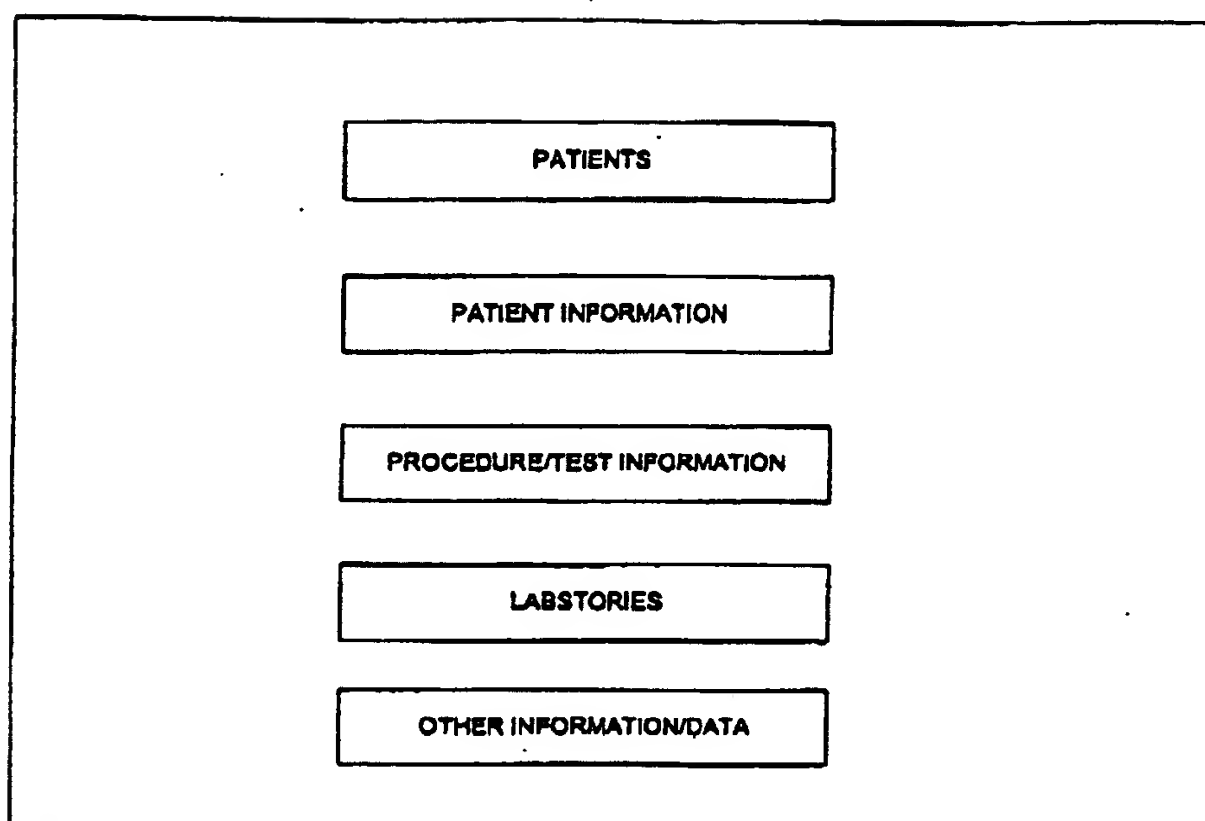 PATIENTS
PATIENT INFORMATION
PROCEDURE/TEST INFORMATION
LABSTORIES
OTHER INFORMATION/DATA